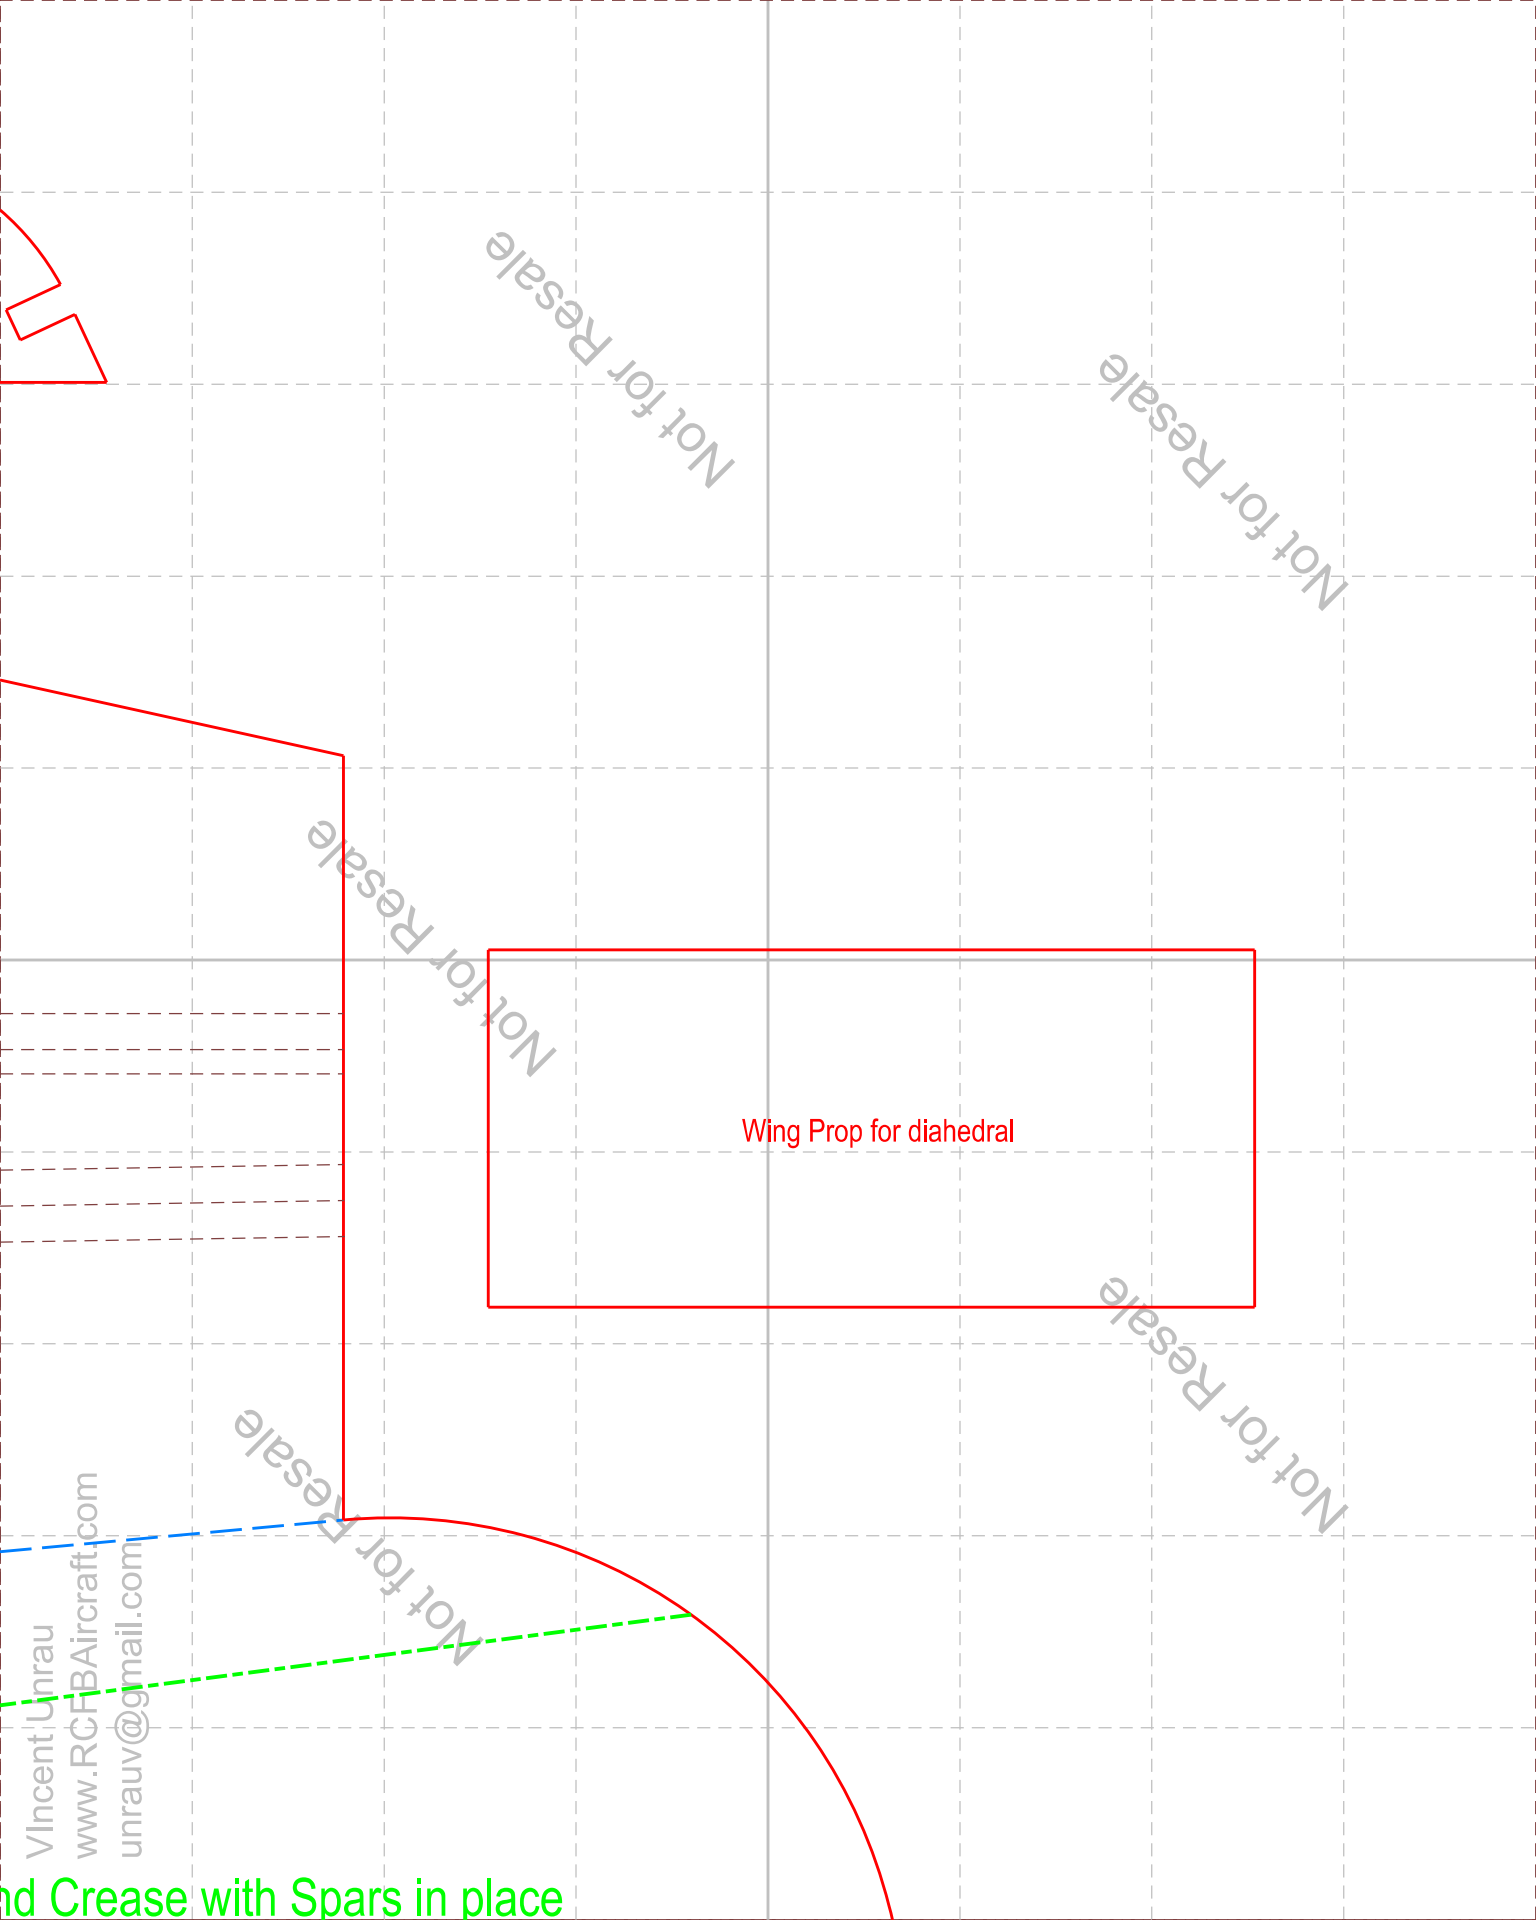 Not for Resale
Not for Resale
Not for Resale
Wing Prop for diahedral
Not for Resale
Not for Resale
VIncent Unrau
www.RCFBAircraft.com
unrauv@gmail.com
nd Crease with Spars in place